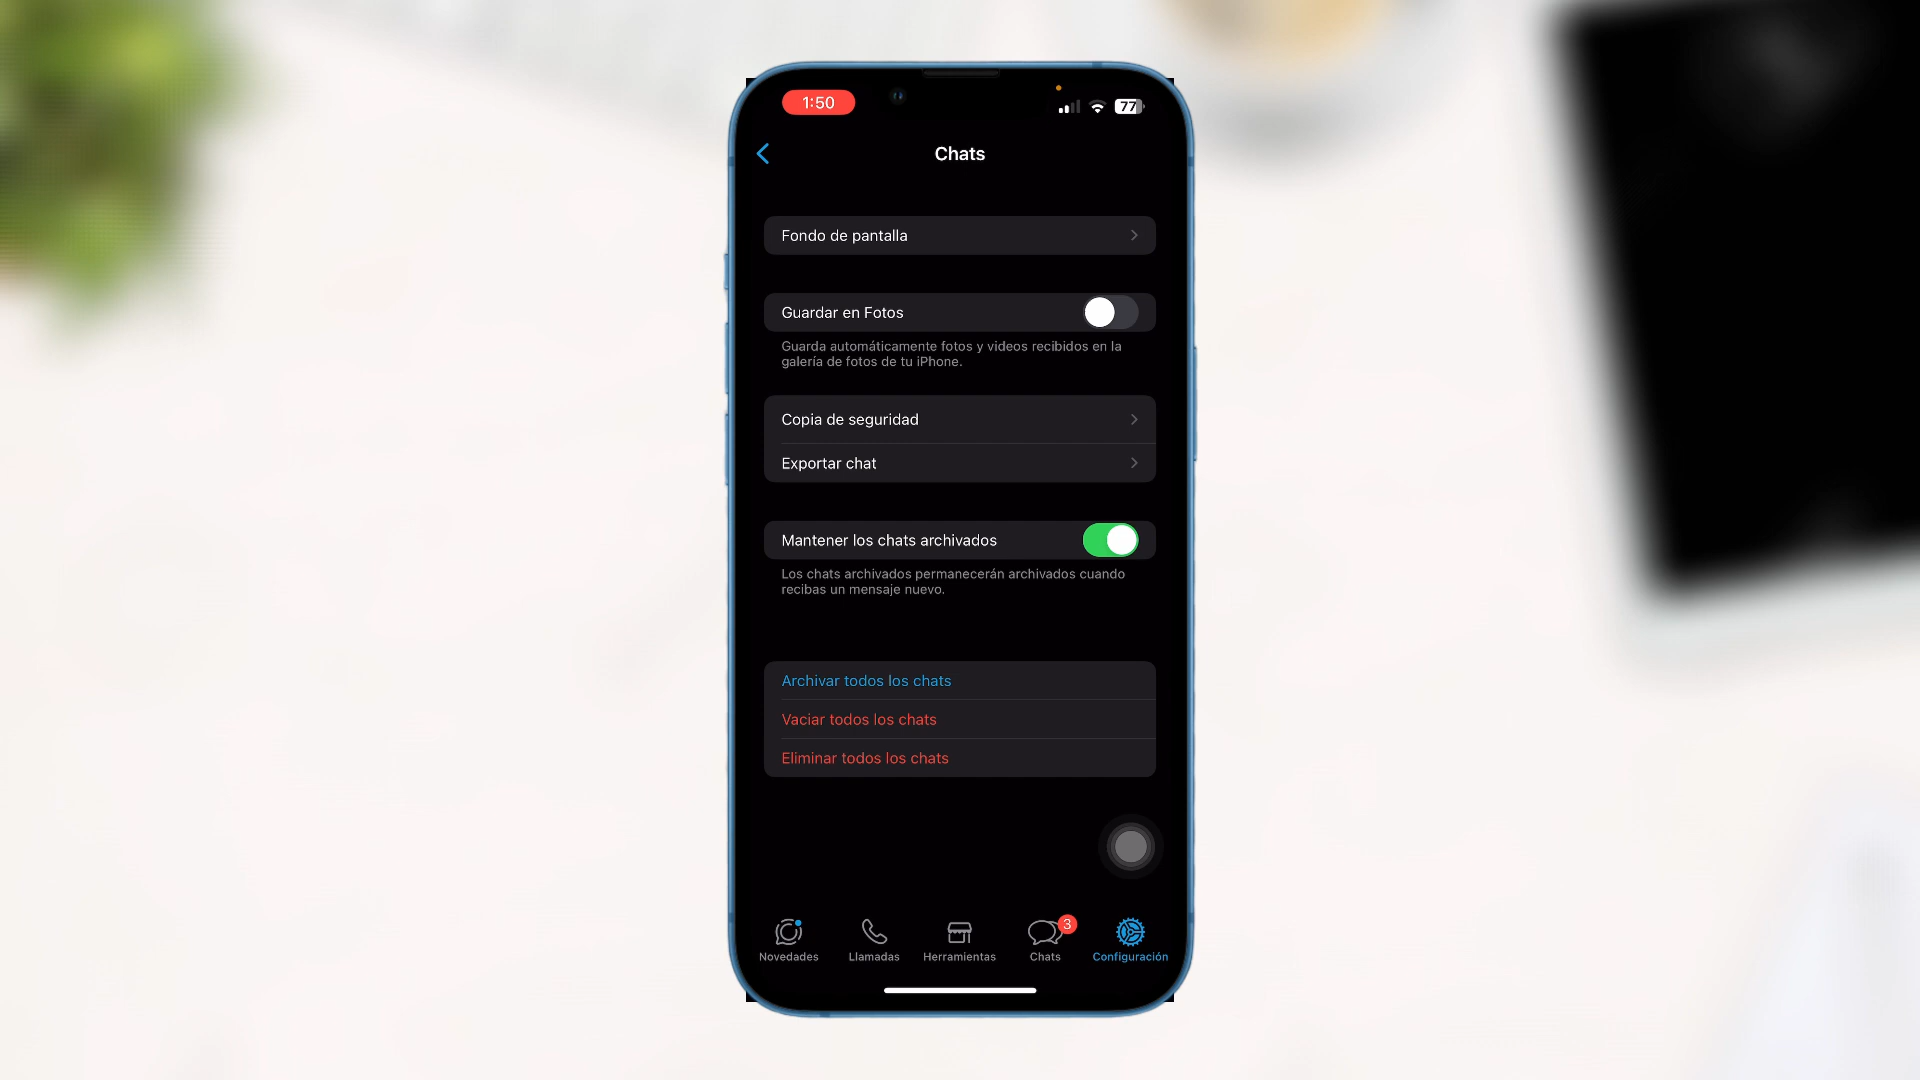 1:50
77
Chats
Fondo de pantalla
Guardar en Fotos
Guarda automáticamente fotos y videos recibidos en la
galería de fotos de tu iPhone.
Copia de seguridad
Exportar chat
Mantener los chats archivados
Los chats archivados permanecerán archivados cuando
recibas un mensaje nuevo.
Archivar todos los chats
Vaciar todos los chats
Eliminar todos los chats
3
Novedades Llamadas Herramientas Chats Configuración